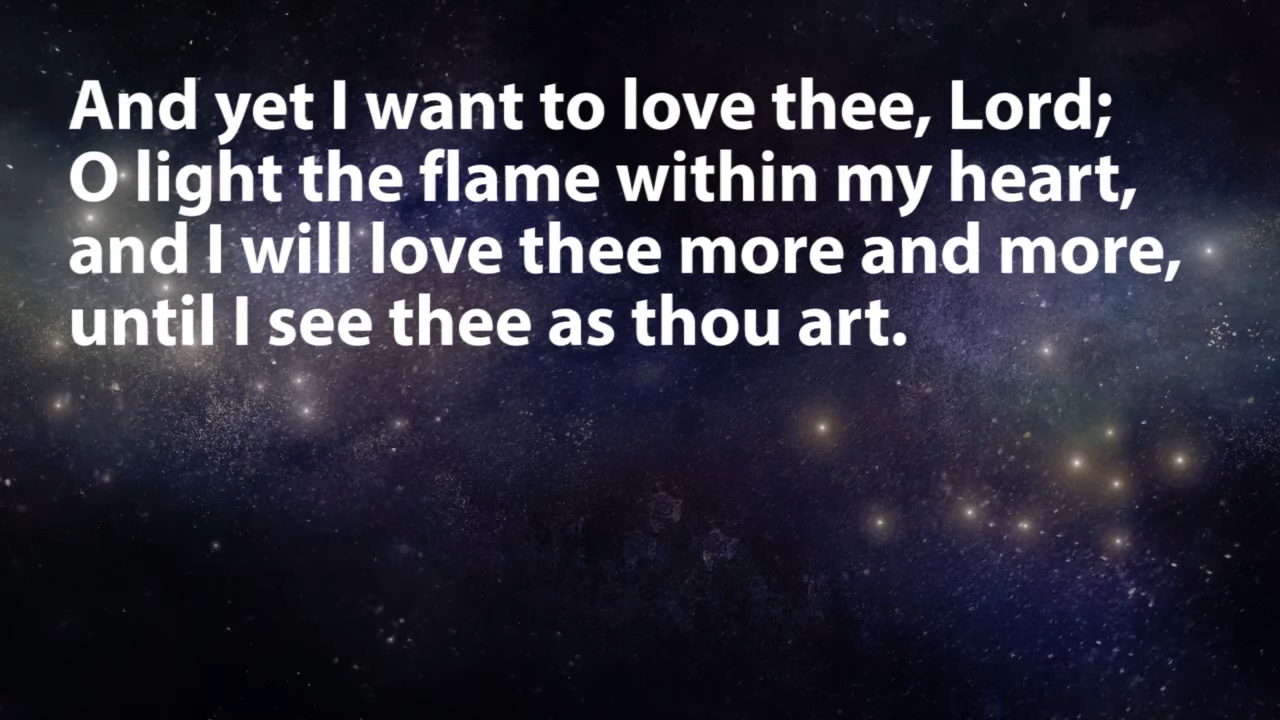 And yet I want to love thee, Lord;
O light the flame within my heart,
and I will love thee more and more,
until I see thee as thou art.